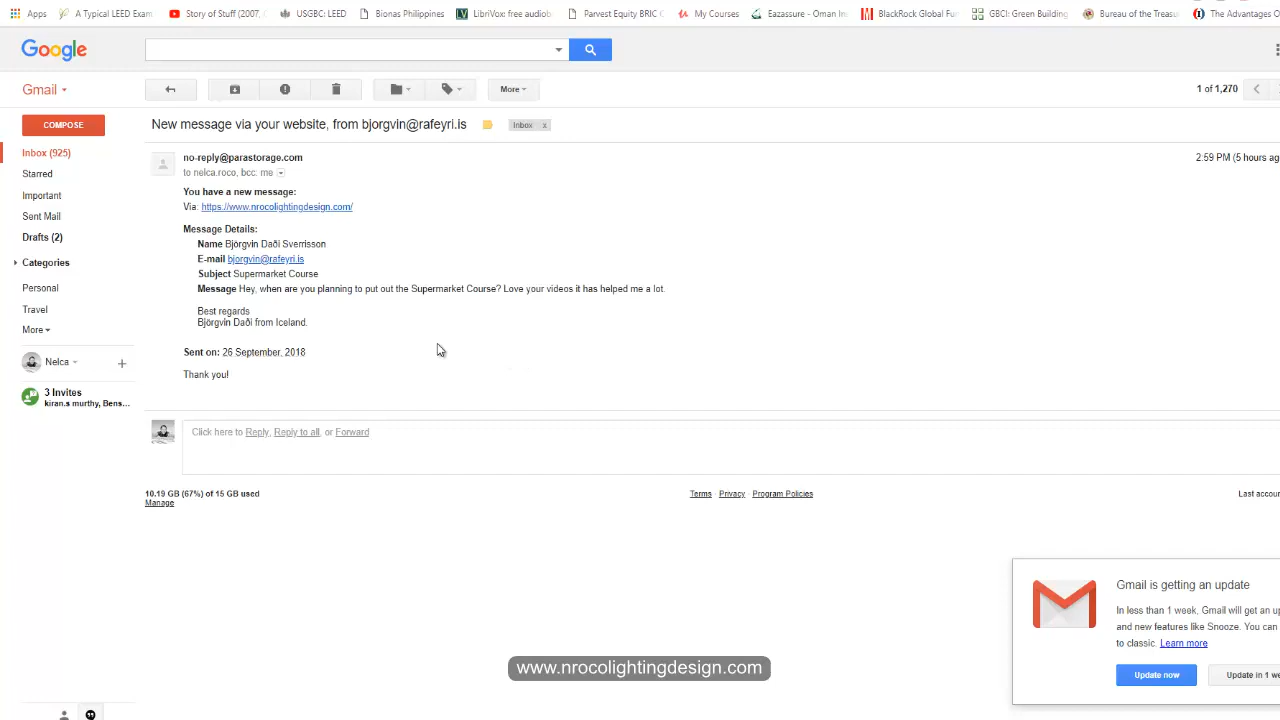 Apps A Typical LEED Exam Story of Stuff (2007, USGBC: LEED Bionas Philippines LibriVox: free audiob Parvest Equity BRIC My Courses Eazassure - Oman In BlackRock Global Fu GBCI: Green Building Bureau of the Treasu The Advantages O
Google
Gmail
More
1 of 1,270
COMPOSE
New message via your website, from bjorgvin@rafeyri.is
Inbox x
Inbox (925)
Starred
Important
Sent Mail
Drafts (2)
Categories
Personal
Travel
More
Nelca
3 Invites
kiran.s murthy, Bens...
no-reply@parastorage.com
2:59 PM (5 hours ag
to nelca.roco, bcc: me
You have a new message:
Via: https://www.nrocolightingdesign.com/
Message Details:
Name Björgvin Daði Sverrisson
E-mail bjorgvin@rafeyri.is
Subject Supermarket Course
Message Hey, when are you planning to put out the Supermarket Course? Love your videos it has helped me a lot.
Best regards
Björgvin Daði from Iceland.
Sent on: 26 September, 2018
Thank you!
Click here to Reply, Reply to all, or Forward
10.19 GB (67%) of 15 GB used
Manage
Terms Privacy Program Policies
Last accoun
Gmail is getting an update
In less than 1 week, Gmail will get an up
and new features like Snooze. You can
to classic. Learn more
Update now
Update in 1 we
www.nrocolightingdesign.com